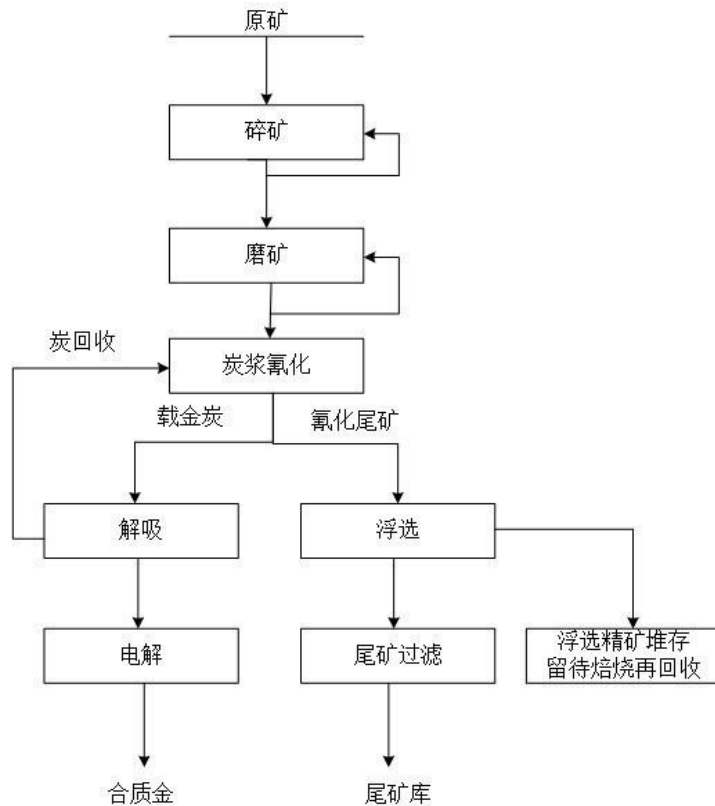 原矿
碎矿
磨矿
炭回收
炭浆氰化
载金炭
氰化尾矿
解吸
浮选
电解
尾矿过滤
浮选精矿堆存
留待焙烧再回收
合质金
尾矿库